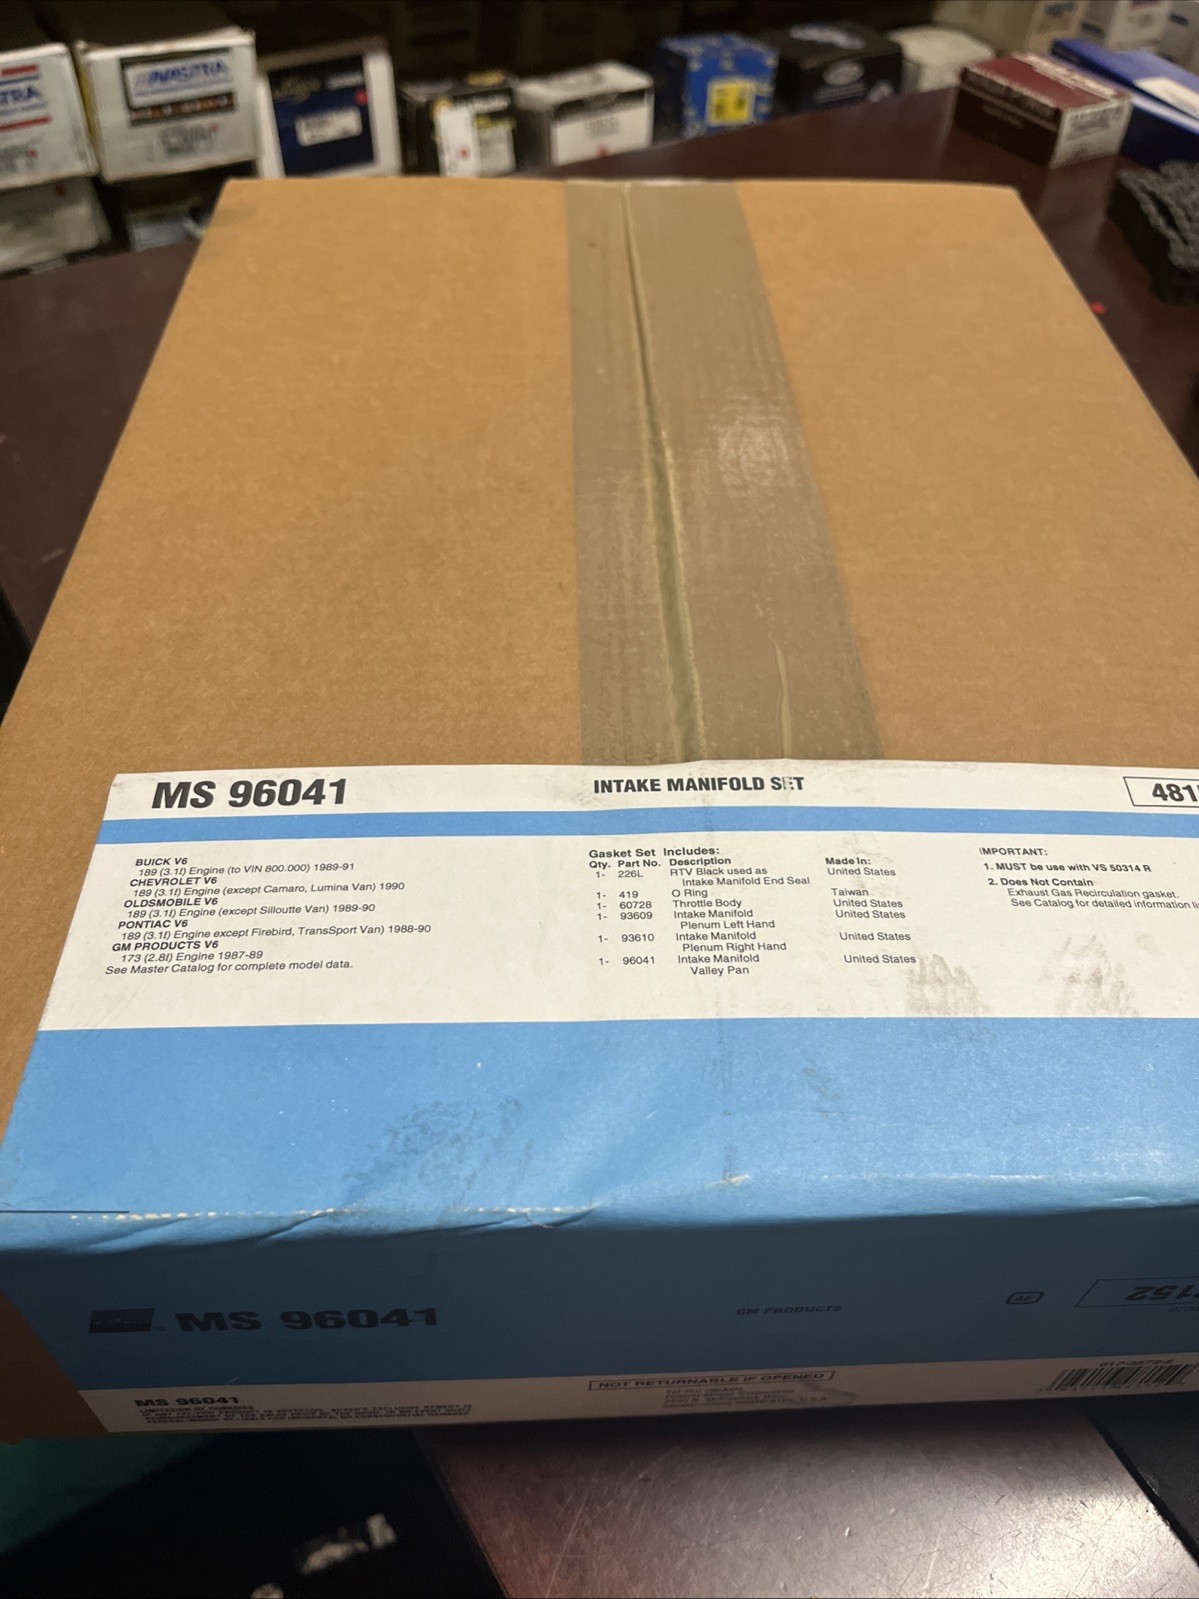 NASTRA
TRA
MS 96041
INTAKE MANIFOLD SET
481
BUICK V6
189 (3.1ℓ) Engine (to VIN 800.000) 1989-91
CHEVROLET V6
189 (3.1ℓ) Engine (except Camaro, Lumina Van) 1990
OLDSMOBILE V6
189 (3.1ℓ) Engine (except Silloutte Van) 1989-90
PONTIAC V6
189 (3.1ℓ) Engine except Firebird, TransSport Van) 1988-90
GM PRODUCTS V6
173 (2.8ℓ) Engine 1987-89
See Master Catalog for complete model data.
Gasket Set Includes:
Qty. Part No. Description Made In:
1- 226L RTV Black used as United States
Intake Manifold End Seal
1- 419 O Ring Taiwan
1- 60728 Throttle Body United States
1- 93609 Intake Manifold United States
Plenum Left Hand
1- 93610 Intake Manifold United States
Plenum Right Hand
1- 96041 Intake Manifold United States
Valley Pan
IMPORTANT:
1. MUST be use with VS 50314 R
2. Does Not Contain
Exhaust Gas Recirculation gasket.
See Catalog for detailed information li
MS 96041
GM PRODUCTS
AF
2152
MS 96041
NOT RETURNABLE IF OPENED